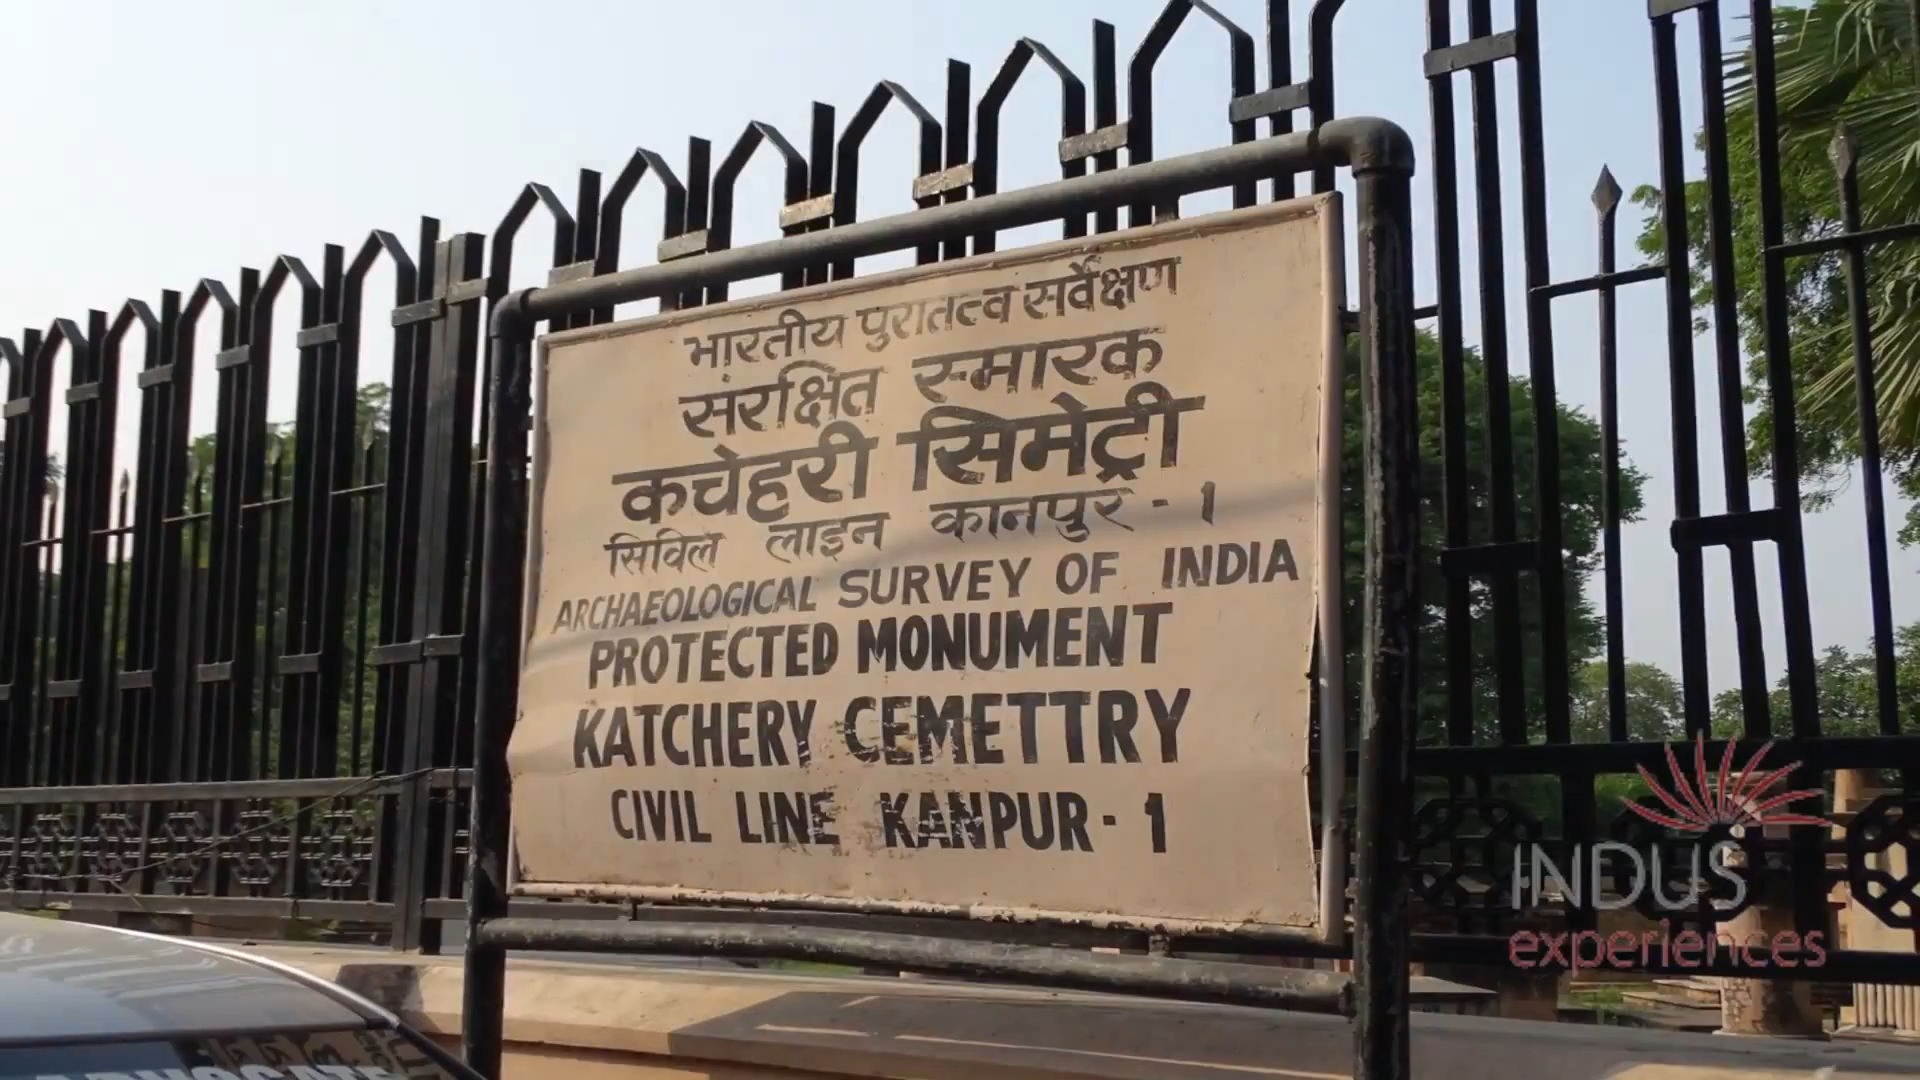 भारतीय पुरातत्व सर्वेक्षण
संरक्षित स्मारक
कचेहरी सिमेट्री
सिविल लाइन कानपुर - 1
ARCHAEOLOGICAL SURVEY OF INDIA
PROTECTED MONUMENT
KATCHERY CEMETTRY
CIVIL LINE KANPUR - 1
INDUS
experiences
ADVOCATE